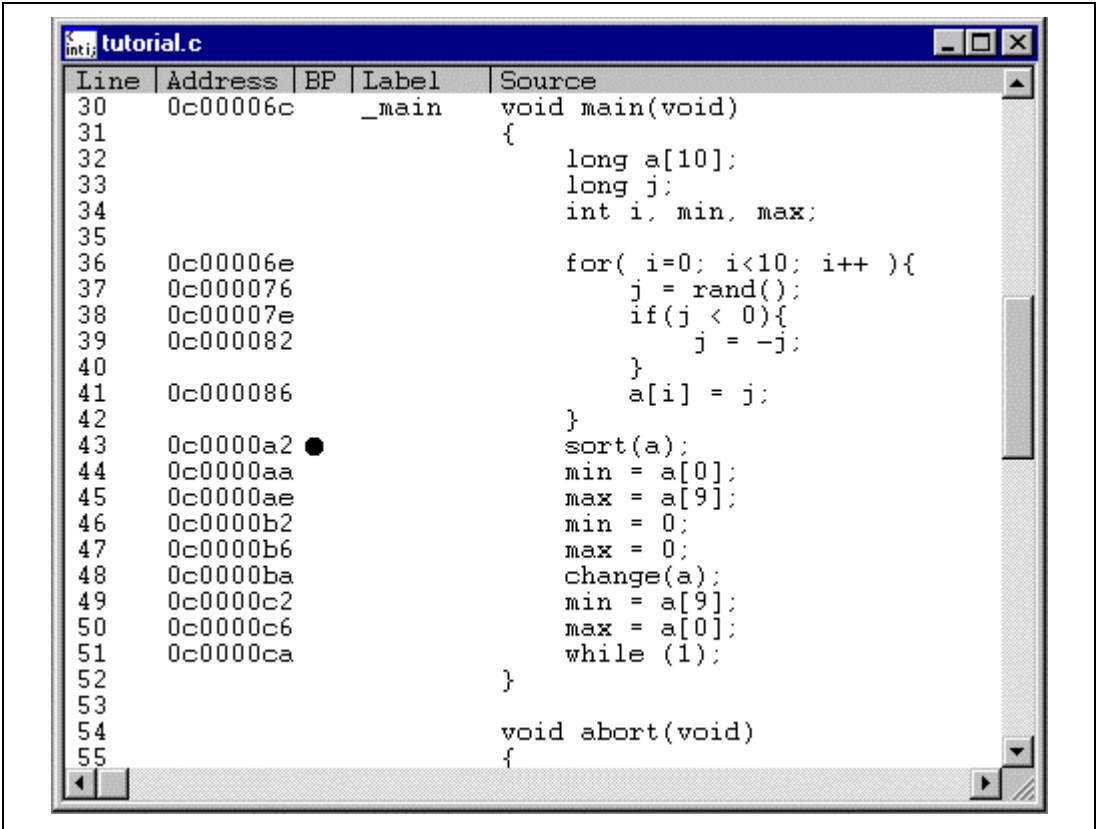 tutorial.c
Line Address BP Label Source
30 0c00006c _main void main(void)
31 {
32 long a[10];
33 long j;
34 int i, min, max;
35
36 0c00006e for( i=0; i<10; i++ ){
37 0c000076 j = rand();
38 0c00007e if(j < 0){
39 0c000082 j = -j;
40 }
41 0c000086 a[i] = j;
42 }
43 0c0000a2 ● sort(a);
44 0c0000aa min = a[0];
45 0c0000ae max = a[9];
46 0c0000b2 min = 0;
47 0c0000b6 max = 0;
48 0c0000ba change(a);
49 0c0000c2 min = a[9];
50 0c0000c6 max = a[0];
51 0c0000ca while (1);
52 }
53
54 void abort(void)
55 {